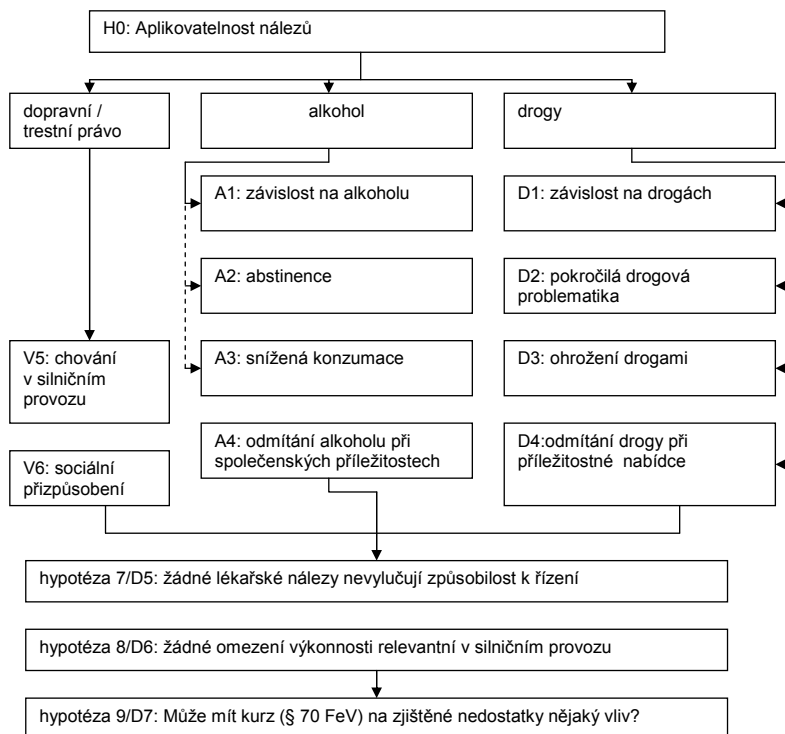 H0: Aplikovatelnost nálezů
dopravní /
trestní právo
alkohol
drogy
A1: závislost na alkoholu
D1: závislost na drogách
A2: abstinence
D2: pokročilá drogová
problematika
V5: chování
v silničním
provozu
A3: snížená konzumace
D3: ohrožení drogami
V6: sociální
přizpůsobení
A4: odmítání alkoholu při
společenských příležitostech
D4:odmítání drogy při
příležitostné nabídce
hypotéza 7/D5: žádné lékařské nálezy nevylučují způsobilost k řízení
hypotéza 8/D6: žádné omezení výkonnosti relevantní v silničním provozu
hypotéza 9/D7: Může mít kurz (§ 70 FeV) na zjištěné nedostatky nějaký vliv?